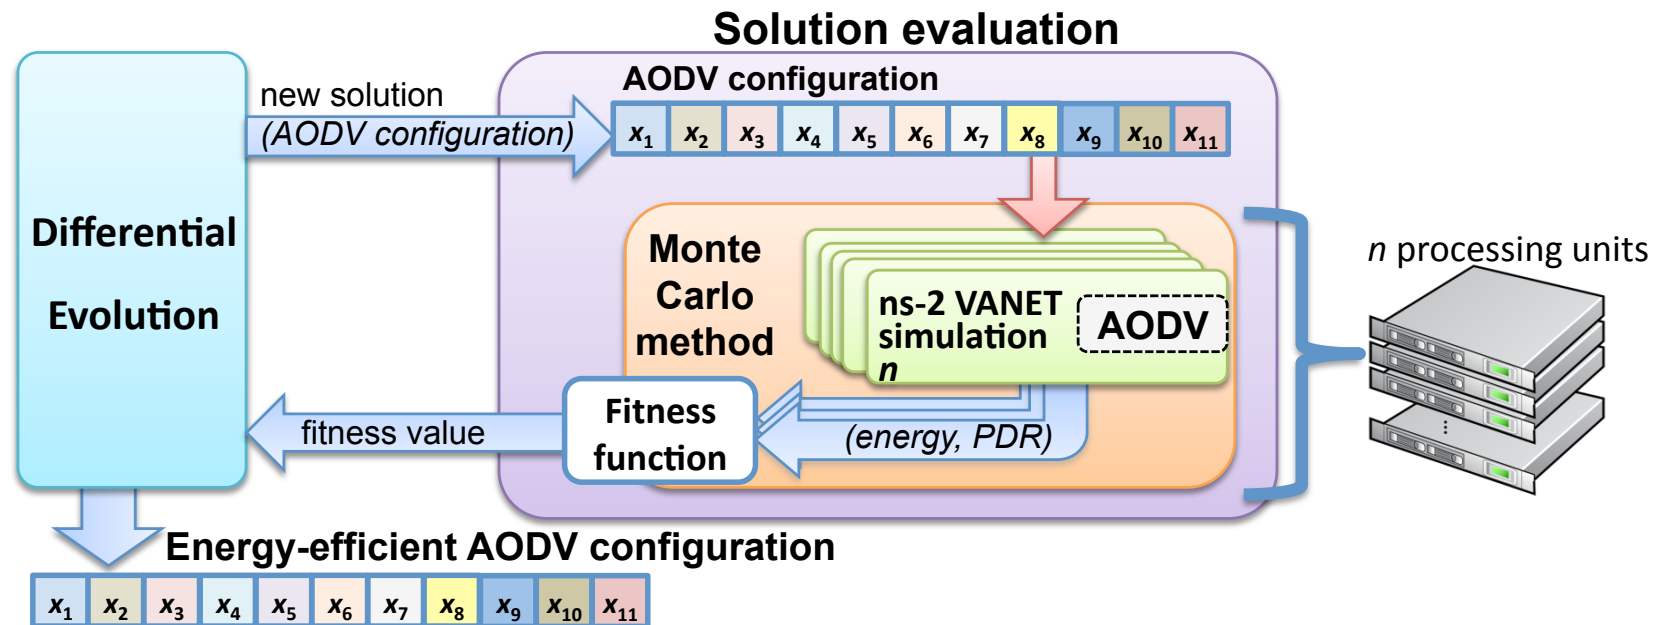 Solution evaluation
AODV configuration
new solution
(AODV configuration)
x1 x2 x3 x4 x5 x6 x7 x8 x9 x10 x11
Differential
Evolution
Monte
Carlo
method
ns-2 VANET
simulation
n
AODV
n processing units
Fitness
function
(energy, PDR)
fitness value
Energy-efficient AODV configuration
x1 x2 x3 x4 x5 x6 x7 x8 x9 x10 x11